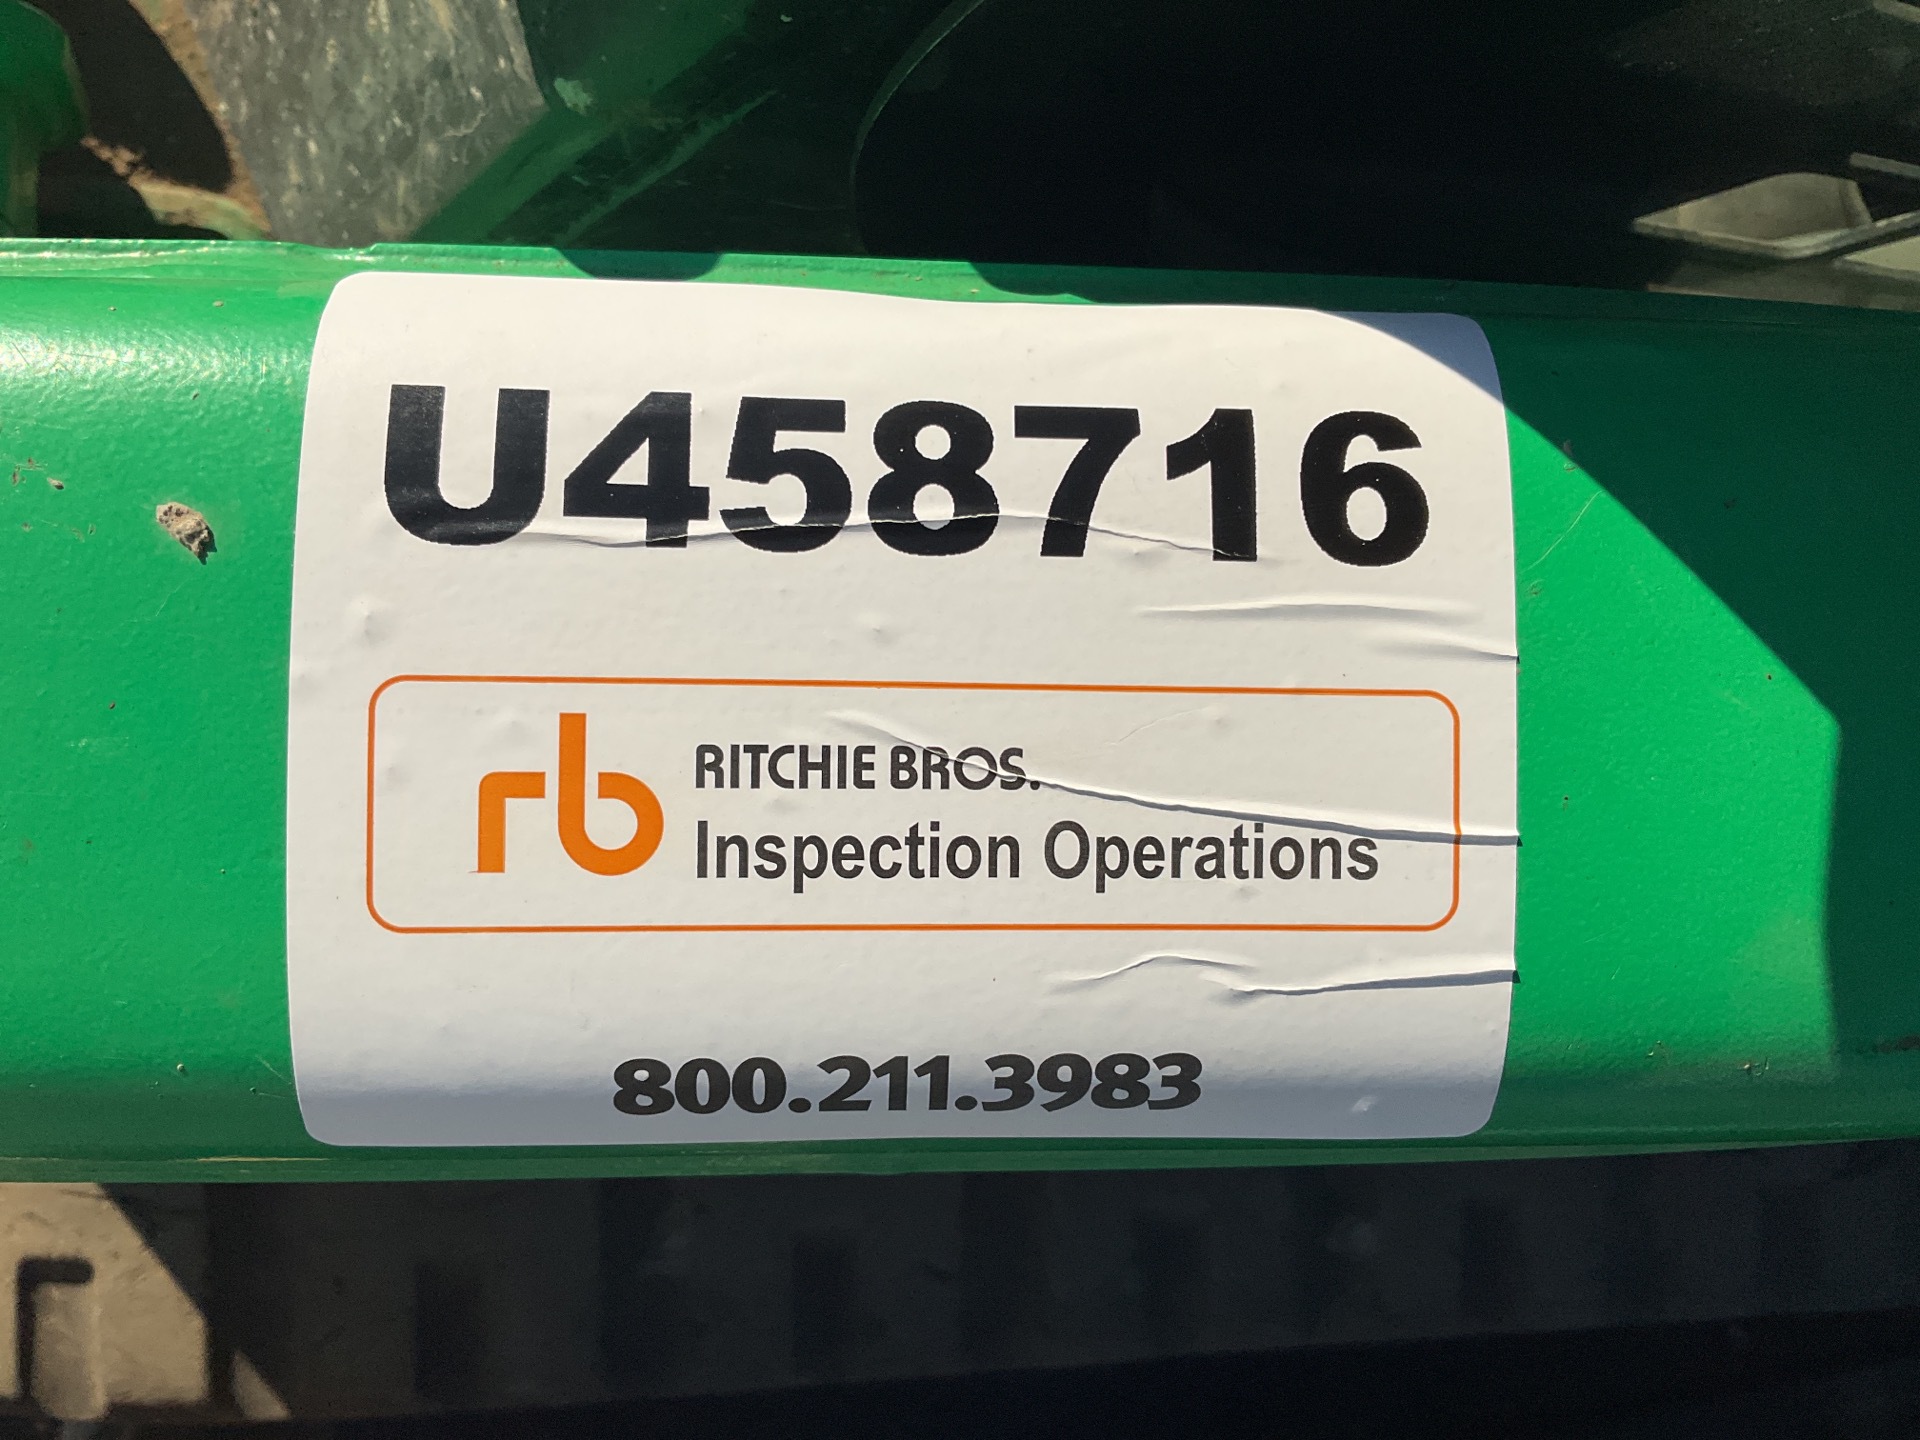 U458716
rb RITCHIE BROS.
Inspection Operations
800.211.3983